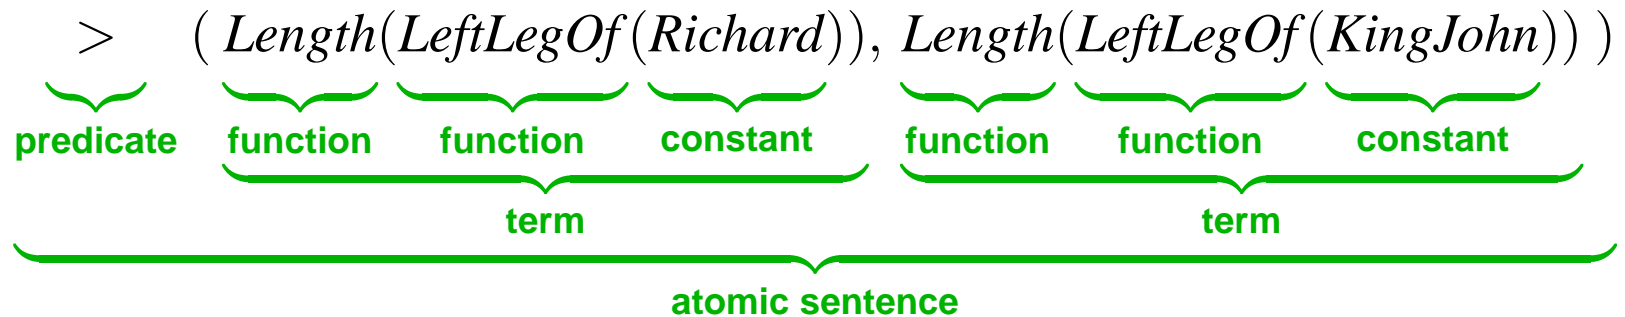 > ( Length(LeftLegOf(Richard)), Length(LeftLegOf(KingJohn)) )
predicate function function constant function function constant
term term
atomic sentence